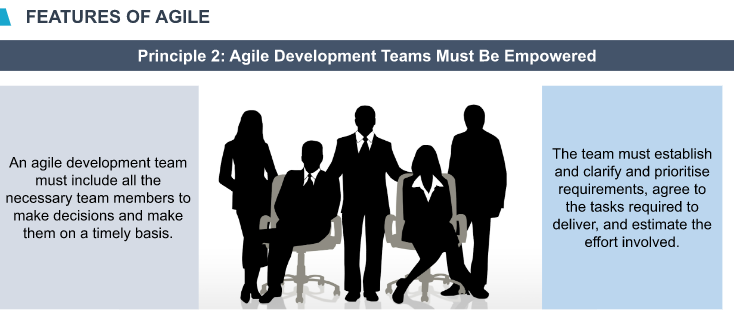 FEATURES OF AGILE
Principle 2: Agile Development Teams Must Be Empowered
An agile development team
must include all the
necessary team members to
make decisions and make
them on a timely basis.
The team must establish
and clarify and prioritise
requirements, agree to
the tasks required to
deliver, and estimate the
effort involved.